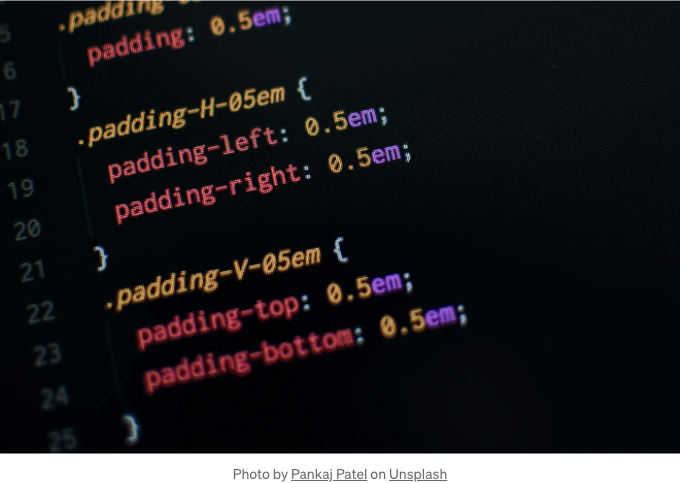 .padding
5 padding: 0.5em;
6 }
17 .padding-H-05em {
18 padding-left: 0.5em;
19 padding-right: 0.5em;
20 }
21 .padding-V-05em {
22 padding-top: 0.5em;
23 padding-bottom: 0.5em;
24 }
25
Photo by Pankaj Patel on Unsplash